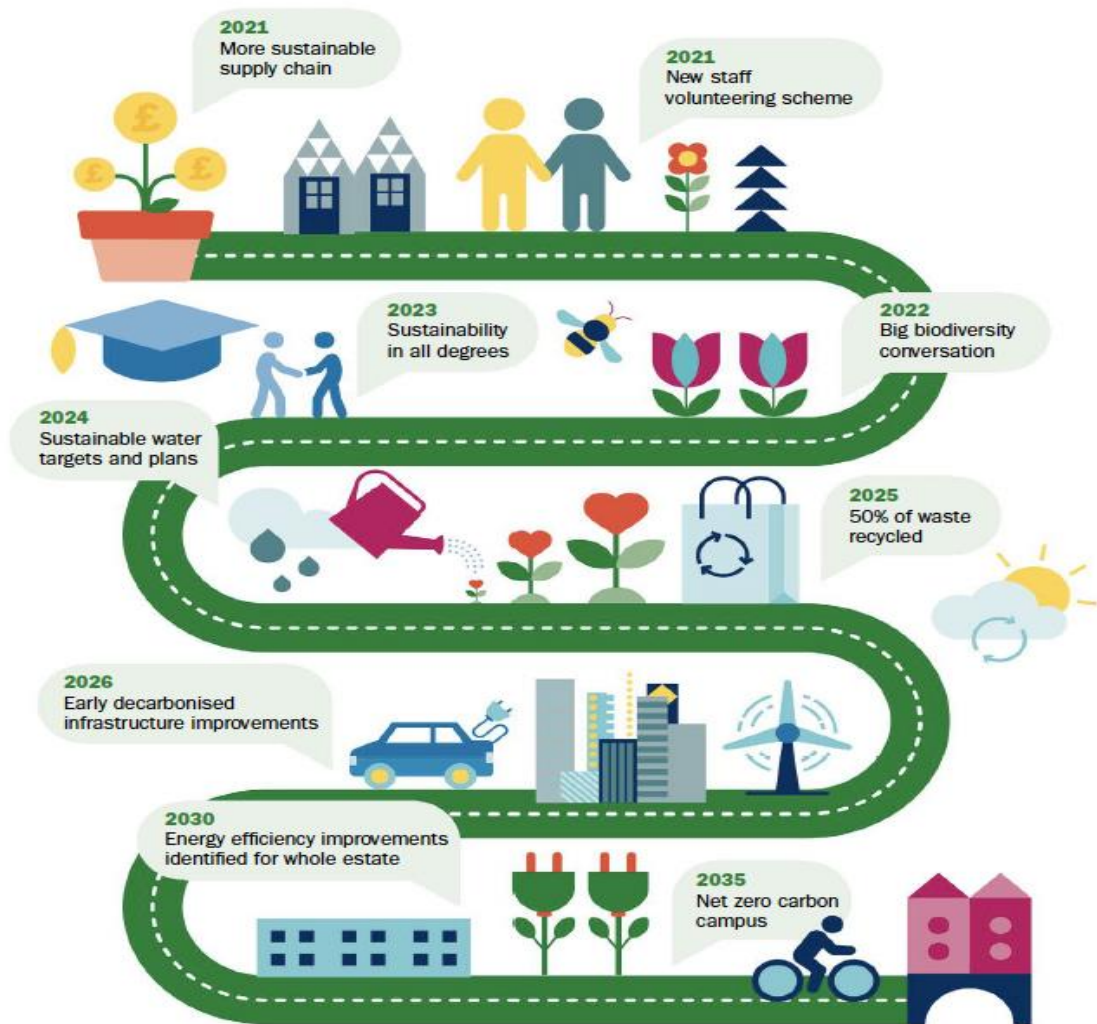 2021
More sustainable
supply chain
2021
New staff
volunteering scheme
£
£
£
2022
Big biodiversity
conversation
2023
Sustainability
in all degrees
2024
Sustainable water
targets and plans
2025
50% of waste
recycled
2026
Early decarbonised
infrastructure improvements
2030
Energy efficiency improvements
identified for whole estate
2035
Net zero carbon
campus